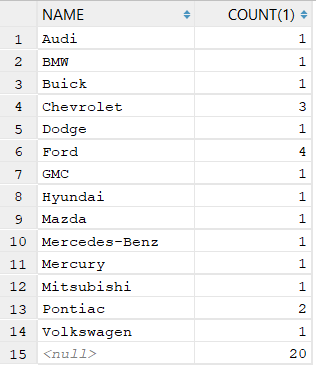 NAME COUNT(1)
1 Audi 1
2 BMW 1
3 Buick 1
4 Chevrolet 3
5 Dodge 1
6 Ford 4
7 GMC 1
8 Hyundai 1
9 Mazda 1
10 Mercedes-Benz 1
11 Mercury 1
12 Mitsubishi 1
13 Pontiac 2
14 Volkswagen 1
15 <null> 20